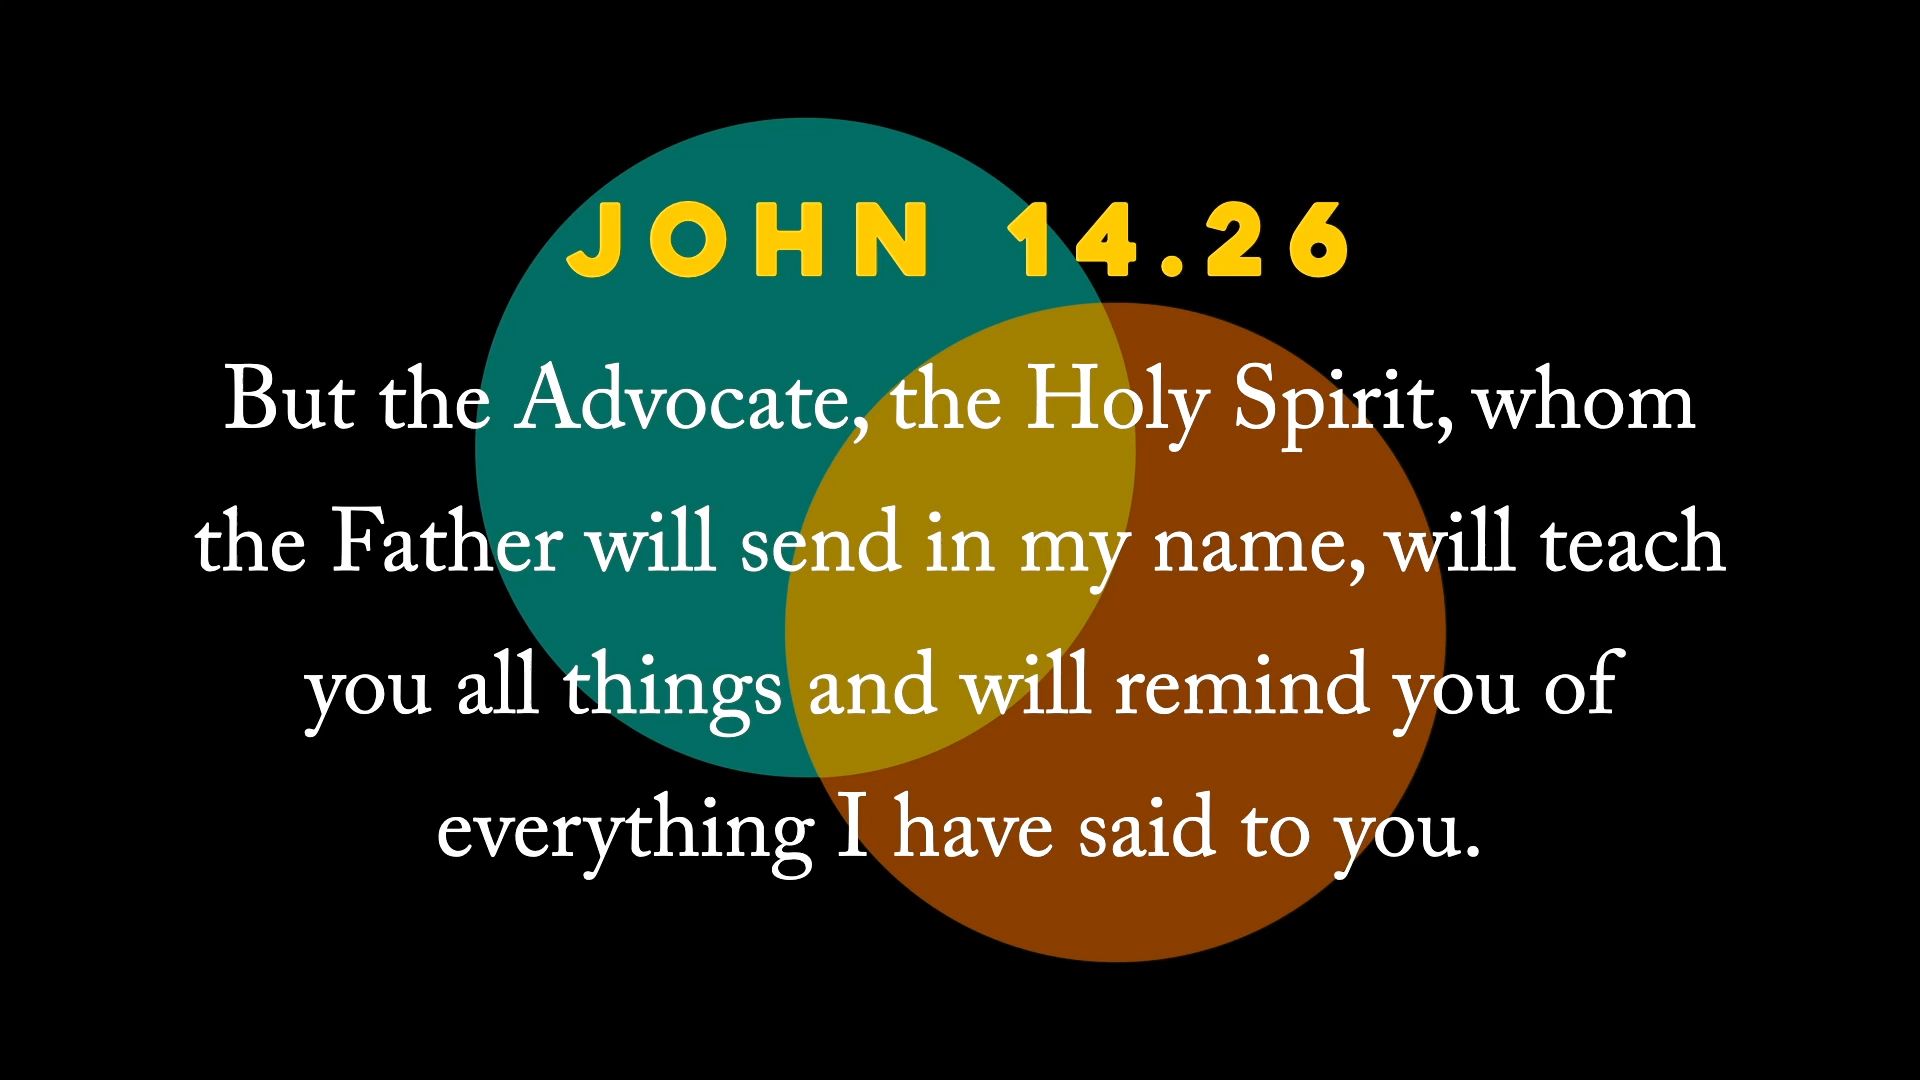 JOHN 14.26
But the Advocate, the Holy Spirit, whom
the Father will send in my name, will teach
you all things and will remind you of
everything I have said to you.